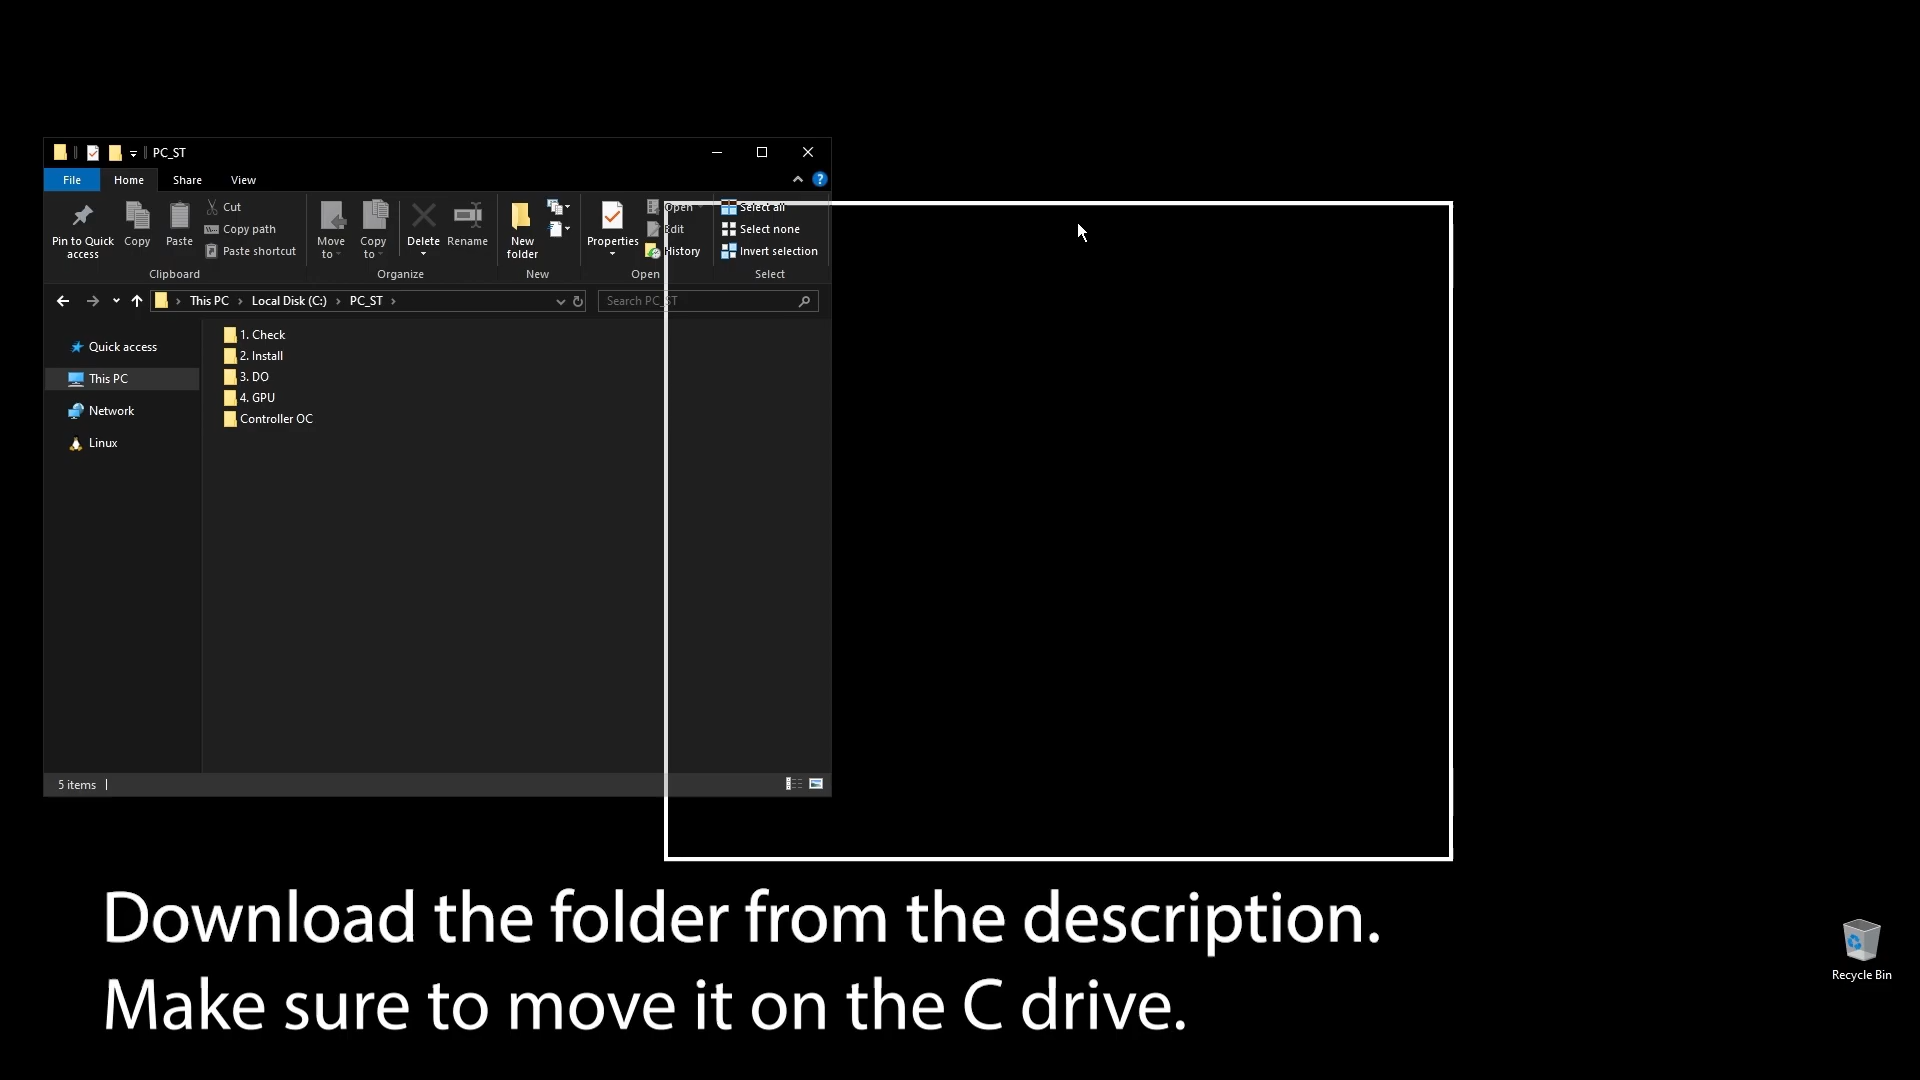 PC_ST
File Home Share View
Pin to Quick access
Copy
Paste
Cut
Copy path
Paste shortcut
Clipboard
Move to
Copy to
Delete
Rename
Organize
New folder
New
Properties
Open
Edit
History
Open
Select all
Select none
Invert selection
Select
This PC > Local Disk (C:) > PC_ST >
Search PC_ST
Quick access
This PC
Network
Linux
1. Check
2. Install
3. DO
4. GPU
Controller OC
5 items
Download the folder from the description.
Make sure to move it on the C drive.
Recycle Bin